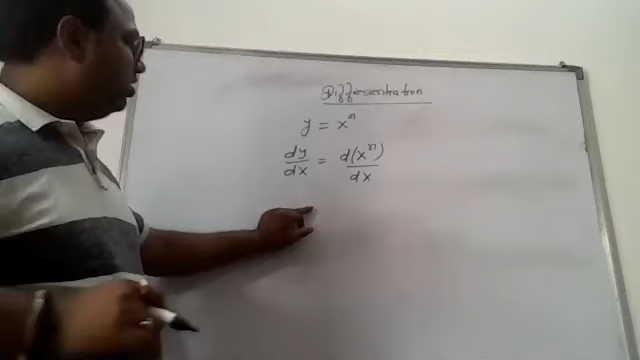 Differentiation
y = x^n
dy/dx = d(x^n)/dx